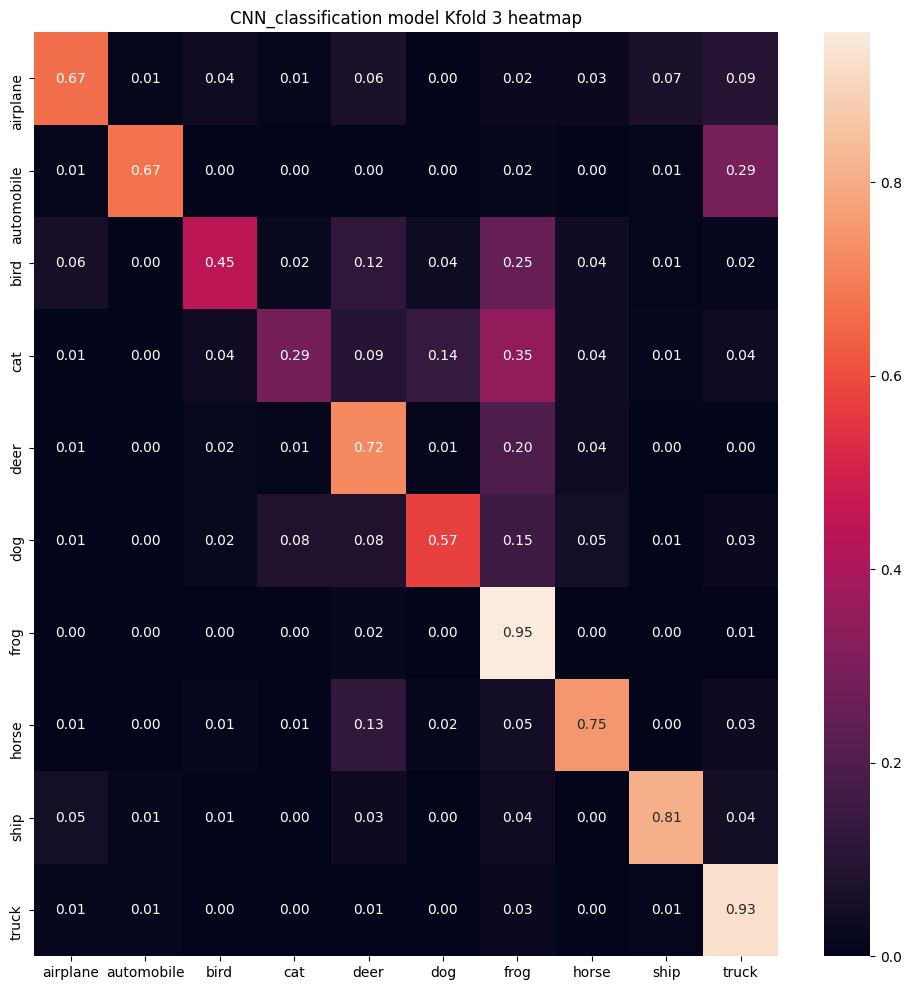 CNN_classification model Kfold 3 heatmap
airplane 0.67 0.01 0.04 0.01 0.06 0.00 0.02 0.03 0.07 0.09
automobile 0.01 0.67 0.00 0.00 0.00 0.00 0.02 0.00 0.01 0.29
bird 0.06 0.00 0.45 0.02 0.12 0.04 0.25 0.04 0.01 0.02
cat 0.01 0.00 0.04 0.29 0.09 0.14 0.35 0.04 0.01 0.04
deer 0.01 0.00 0.02 0.01 0.72 0.01 0.20 0.04 0.00 0.00
dog 0.01 0.00 0.02 0.08 0.08 0.57 0.15 0.05 0.01 0.03
frog 0.00 0.00 0.00 0.00 0.02 0.00 0.95 0.00 0.00 0.01
horse 0.01 0.00 0.01 0.01 0.13 0.02 0.05 0.75 0.00 0.03
ship 0.05 0.01 0.01 0.00 0.03 0.00 0.04 0.00 0.81 0.04
truck 0.01 0.01 0.00 0.00 0.01 0.00 0.03 0.00 0.01 0.93
airplane automobile bird cat deer dog frog horse ship truck
0.8
0.6
0.4
0.2
0.0